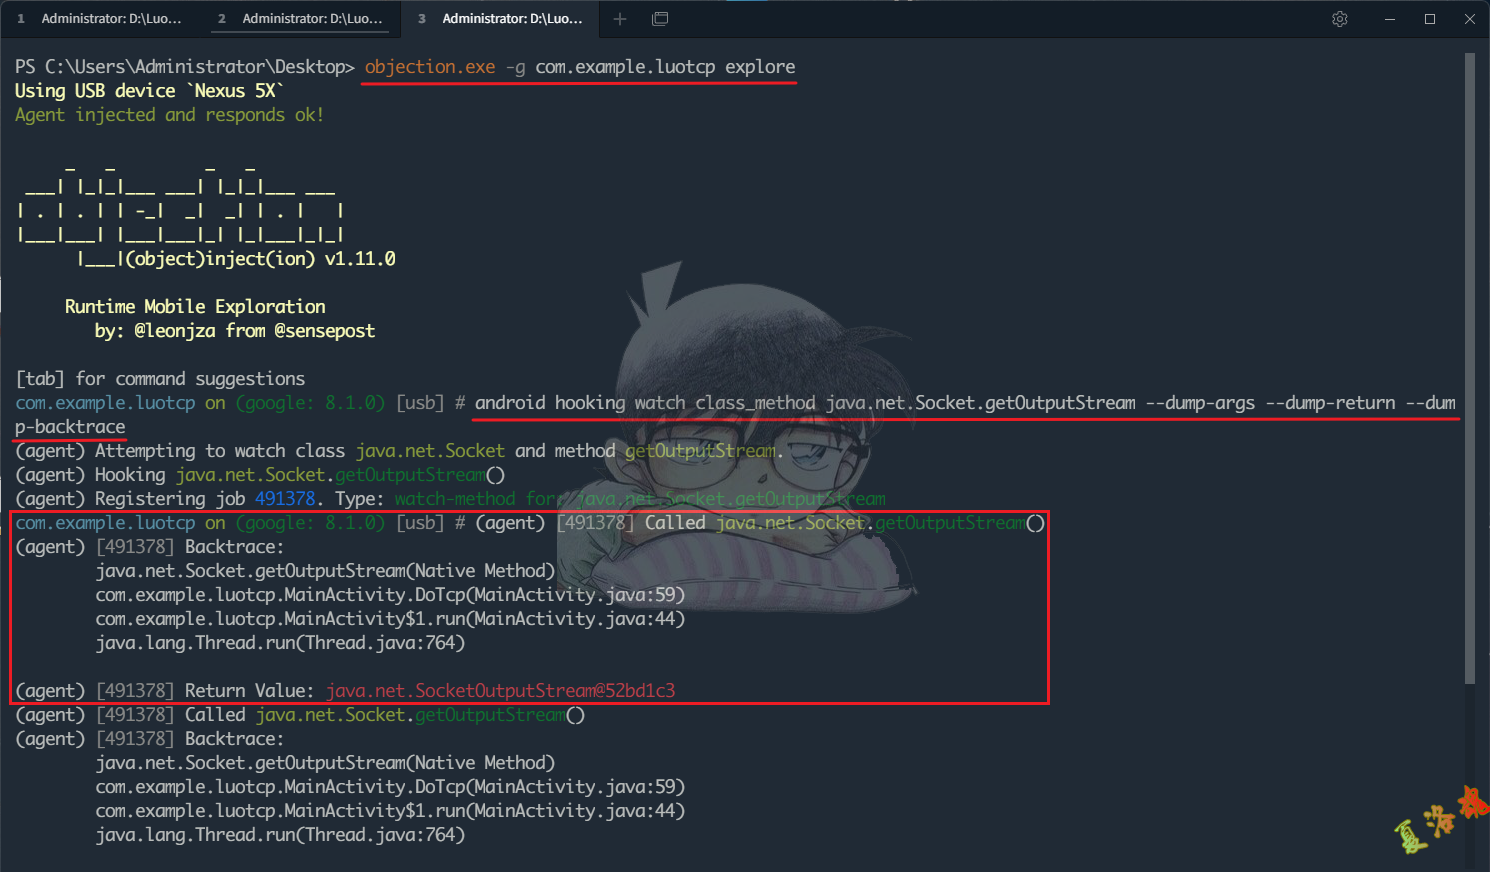 1 Administrator: D:\Luo...
2 Administrator: D:\Luo...
3 Administrator: D:\Luo...
PS C:\Users\Administrator\Desktop> objection.exe -g com.example.luotcp explore
Using USB device `Nexus 5X`
Agent injected and responds ok!
     _   _         _   _
 ___| |_|_|___ ___| |_|_|___ ___
| . | . | | -_|  _|  _| | . |   |
|___|___| |___|___|_| |_|___|_|_|
      |___|(object)inject(ion) v1.11.0
Runtime Mobile Exploration
by: @leonjza from @sensepost
[tab] for command suggestions
com.example.luotcp on (google: 8.1.0) [usb] # android hooking watch class_method java.net.Socket.getOutputStream --dump-args --dump-return --dum
p-backtrace
(agent) Attempting to watch class java.net.Socket and method getOutputStream.
(agent) Hooking java.net.Socket.getOutputStream()
(agent) Registering job 491378. Type: watch-method for: java.net.Socket.getOutputStream
com.example.luotcp on (google: 8.1.0) [usb] # (agent) [491378] Called java.net.Socket.getOutputStream()
(agent) [491378] Backtrace:
java.net.Socket.getOutputStream(Native Method)
com.example.luotcp.MainActivity.DoTcp(MainActivity.java:59)
com.example.luotcp.MainActivity$1.run(MainActivity.java:44)
java.lang.Thread.run(Thread.java:764)
(agent) [491378] Return Value: java.net.SocketOutputStream@52bd1c3
(agent) [491378] Called java.net.Socket.getOutputStream()
(agent) [491378] Backtrace:
java.net.Socket.getOutputStream(Native Method)
com.example.luotcp.MainActivity.DoTcp(MainActivity.java:59)
com.example.luotcp.MainActivity$1.run(MainActivity.java:44)
java.lang.Thread.run(Thread.java:764)
夏洛